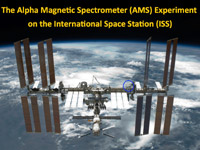 The Alpha Magnetic Spectrometer (AMS) Experiment
on the International Space Station (ISS)